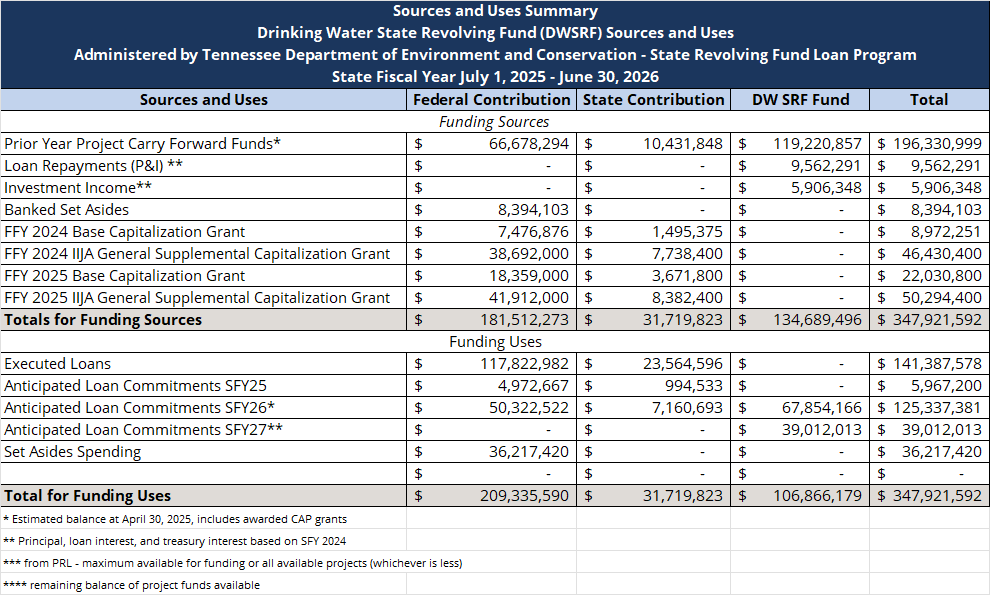 Sources and Uses Summary
Drinking Water State Revolving Fund (DWSRF) Sources and Uses
Administered by Tennessee Department of Environment and Conservation - State Revolving Fund Loan Program
State Fiscal Year July 1, 2025 - June 30, 2026
Sources and Uses Federal Contribution State Contribution DW SRF Fund Total
Funding Sources
Prior Year Project Carry Forward Funds* $ 66,678,294 $ 10,431,848 $ 119,220,857 $ 196,330,999
Loan Repayments (P&I) ** $ - $ - $ 9,562,291 $ 9,562,291
Investment Income** $ - $ - $ 5,906,348 $ 5,906,348
Banked Set Asides $ 8,394,103 $ - $ - $ 8,394,103
FFY 2024 Base Capitalization Grant $ 7,476,876 $ 1,495,375 $ - $ 8,972,251
FFY 2024 IIJA General Supplemental Capitalization Grant $ 38,692,000 $ 7,738,400 $ - $ 46,430,400
FFY 2025 Base Capitalization Grant $ 18,359,000 $ 3,671,800 $ - $ 22,030,800
FFY 2025 IIJA General Supplemental Capitalization Grant $ 41,912,000 $ 8,382,400 $ - $ 50,294,400
Totals for Funding Sources $ 181,512,273 $ 31,719,823 $ 134,689,496 $ 347,921,592
Funding Uses
Executed Loans $ 117,822,982 $ 23,564,596 $ - $ 141,387,578
Anticipated Loan Commitments SFY25 $ 4,972,667 $ 994,533 $ - $ 5,967,200
Anticipated Loan Commitments SFY26* $ 50,322,522 $ 7,160,693 $ 67,854,166 $ 125,337,381
Anticipated Loan Commitments SFY27** $ - $ - $ 39,012,013 $ 39,012,013
Set Asides Spending $ 36,217,420 $ - $ - $ 36,217,420
$ - $ - $ - $ -
Total for Funding Uses $ 209,335,590 $ 31,719,823 $ 106,866,179 $ 347,921,592
* Estimated balance at April 30, 2025, includes awarded CAP grants
** Principal, loan interest, and treasury interest based on SFY 2024
*** from PRL - maximum available for funding or all available projects (whichever is less)
**** remaining balance of project funds available